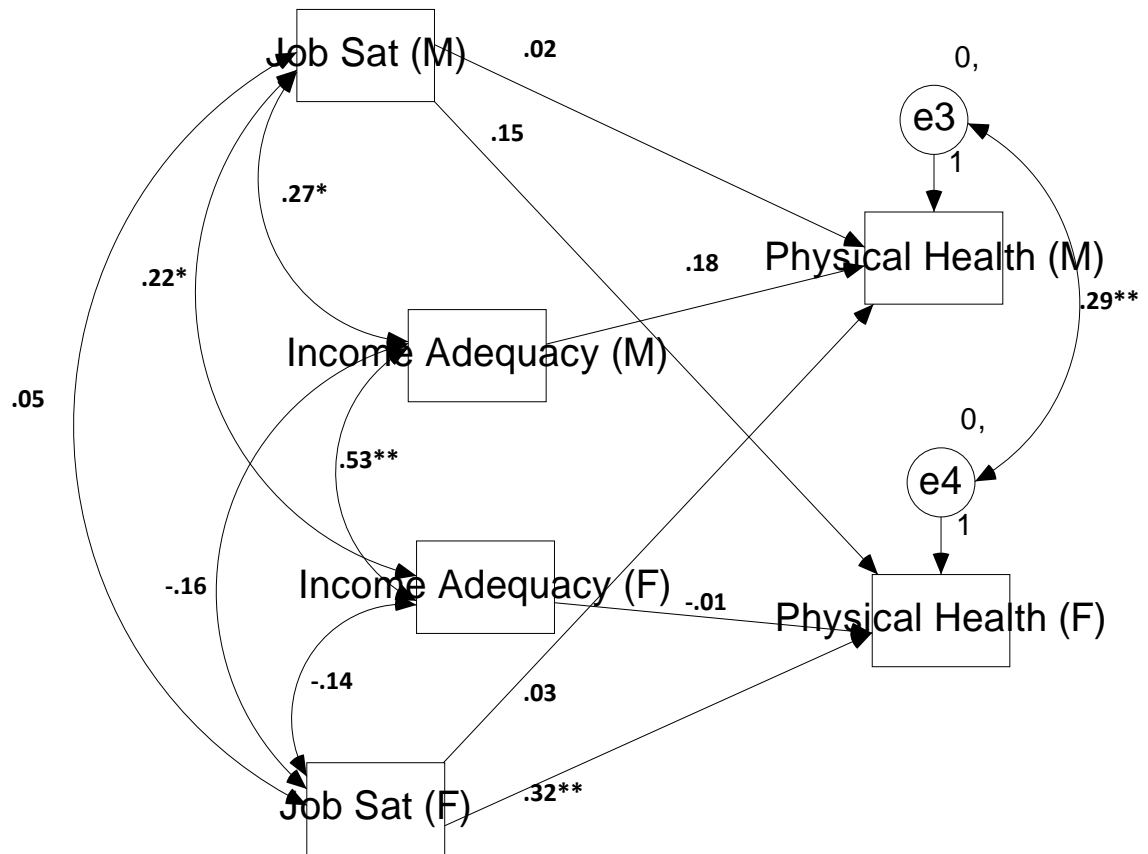 Job Sat (M)
.02
0,
e3
1
.15
.27*
.22*
Physical Health (M)
.18
.29**
Income Adequacy (M)
.05
.53**
0,
e4
1
-.16
Income Adequacy (F)
-.01
Physical Health (F)
-.14
.03
.32**
Job Sat (F)